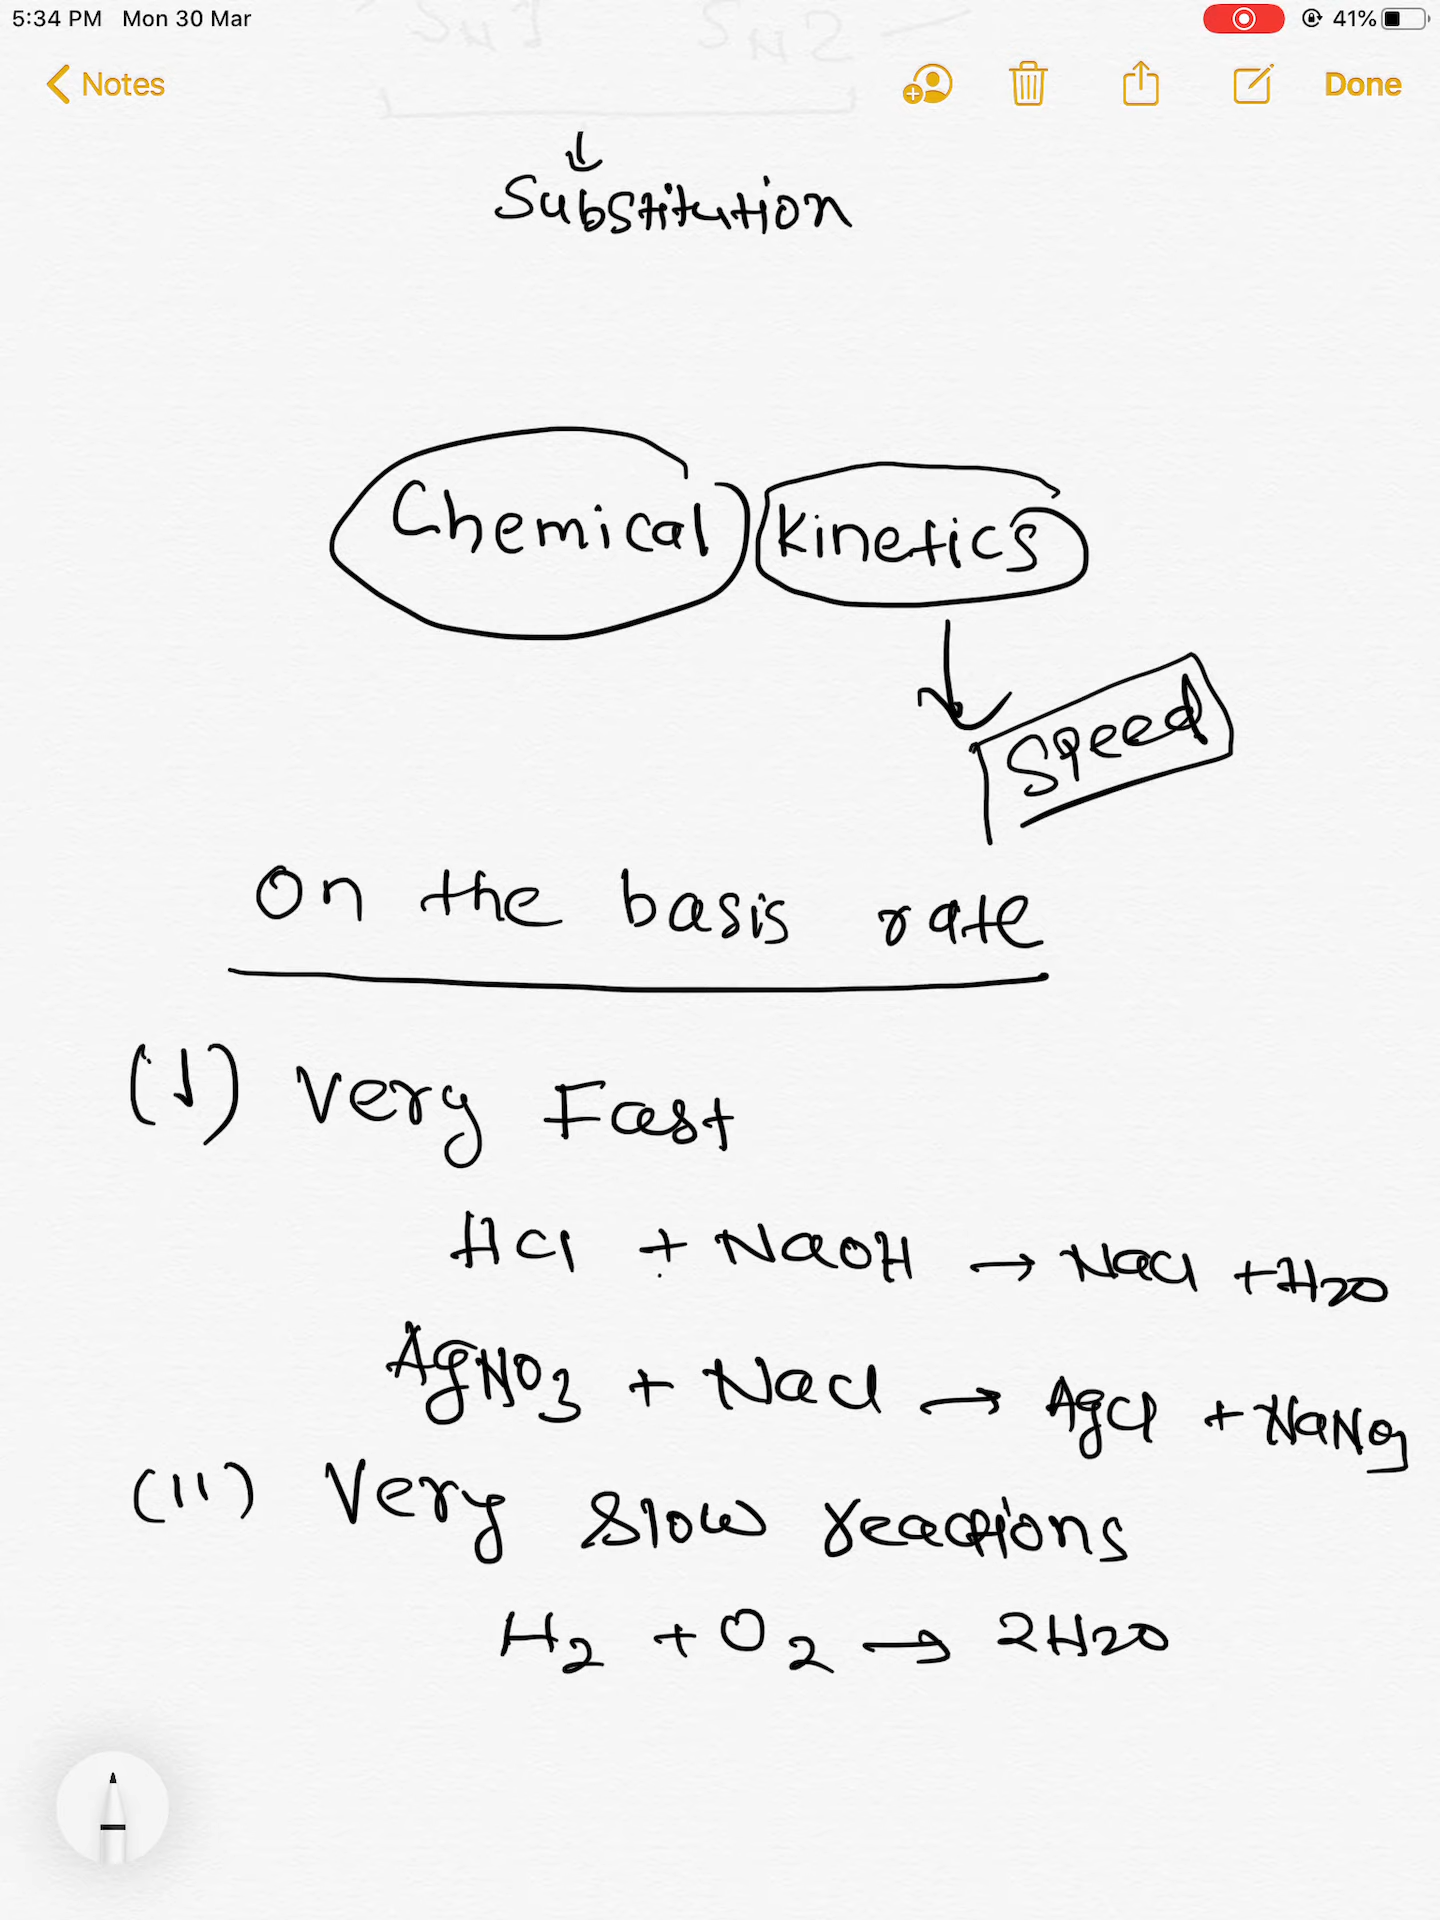 5:34 PM Mon 30 Mar 41%
Notes Done
Substitution
Chemical Kinetics
Speed
On the basis rate
(I) Very Fast
HCl + NaOH → NaCl + H2O
AgNO3 + NaCl → AgCl + NaNO3
(II) Very Slow reactions
H2 + O2 → 2H2O